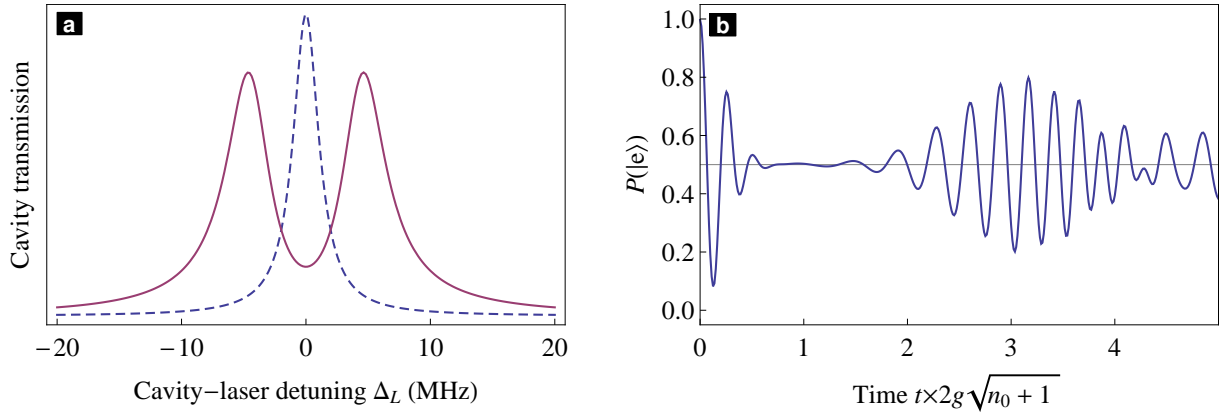 a
Cavity transmission
−20 −10 0 10 20
Cavity−laser detuning Δ_L (MHz)
b
P(|e⟩)
1.0
0.8
0.6
0.4
0.2
0.0
0 1 2 3 4
Time t×2g√(n₀ + 1)